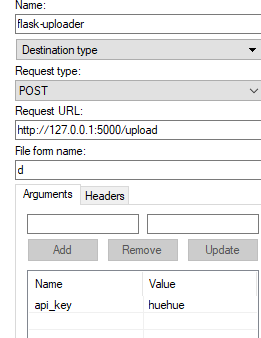 Name:
flask-uploader
Destination type
Request type:
POST
Request URL:
http://127.0.0.1:5000/upload
File form name:
d
Arguments Headers
Add Remove Update
Name Value
api_key huehue